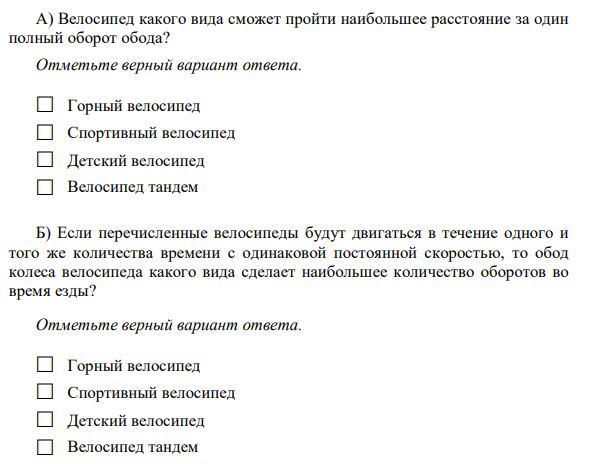 А) Велосипед какого вида сможет пройти наибольшее расстояние за один
полный оборот обода?
Отметьте верный вариант ответа.
Горный велосипед
Спортивный велосипед
Детский велосипед
Велосипед тандем
Б) Если перечисленные велосипеды будут двигаться в течение одного и
того же количества времени с одинаковой постоянной скоростью, то обод
колеса велосипеда какого вида сделает наибольшее количество оборотов во
время езды?
Отметьте верный вариант ответа.
Горный велосипед
Спортивный велосипед
Детский велосипед
Велосипед тандем